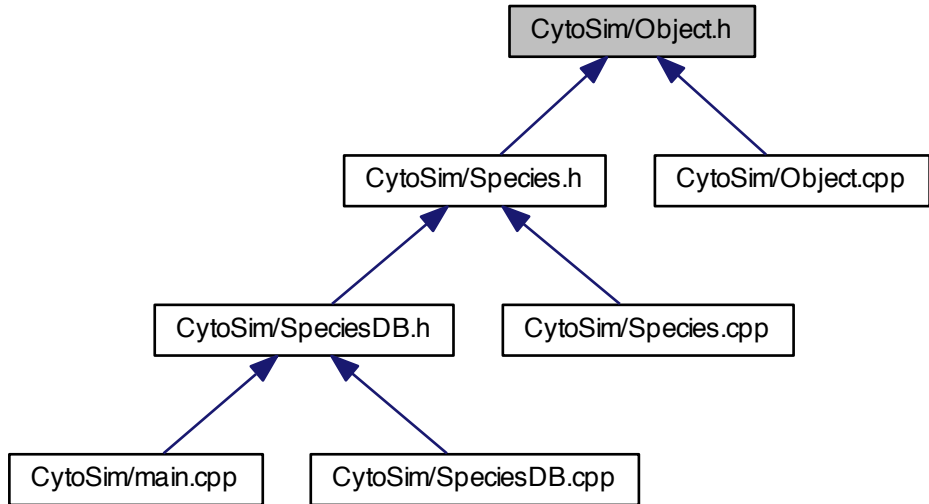 CytoSim/Object.h
CytoSim/Species.h
CytoSim/Object.cpp
CytoSim/SpeciesDB.h
CytoSim/Species.cpp
CytoSim/main.cpp
CytoSim/SpeciesDB.cpp